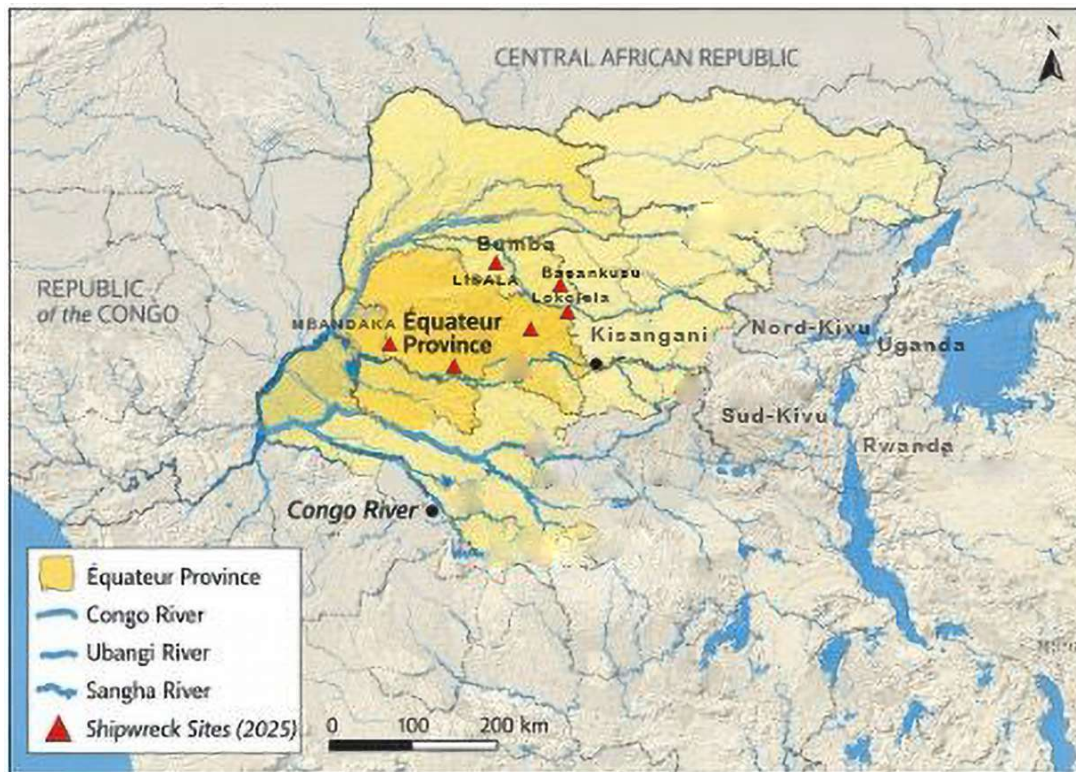 N
CENTRAL AFRICAN REPUBLIC
Bumba
LISALA
Basankusu
Lokolela
REPUBLIC
of the CONGO
MBANDAKA
Équateur
Province
Kisangani
Nord-Kivu
Uganda
Sud-Kivu
Rwanda
Congo River
Équateur Province
Congo River
Ubangi River
Sangha River
Shipwreck Sites (2025)
0 100 200 km